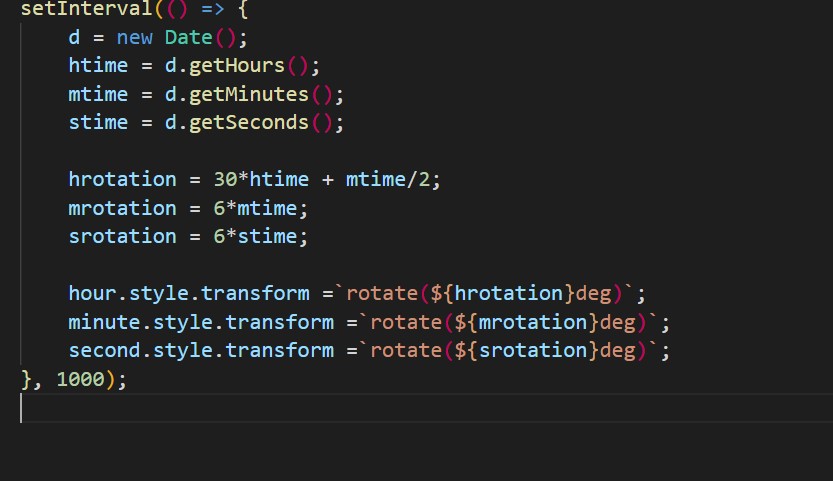 setInterval(() => {
d = new Date();
htime = d.getHours();
mtime = d.getMinutes();
stime = d.getSeconds();
hrotation = 30*htime + mtime/2;
mrotation = 6*mtime;
srotation = 6*stime;
hour.style.transform =`rotate(${hrotation}deg)`;
minute.style.transform =`rotate(${mrotation}deg)`;
second.style.transform =`rotate(${srotation}deg)`;
}, 1000);